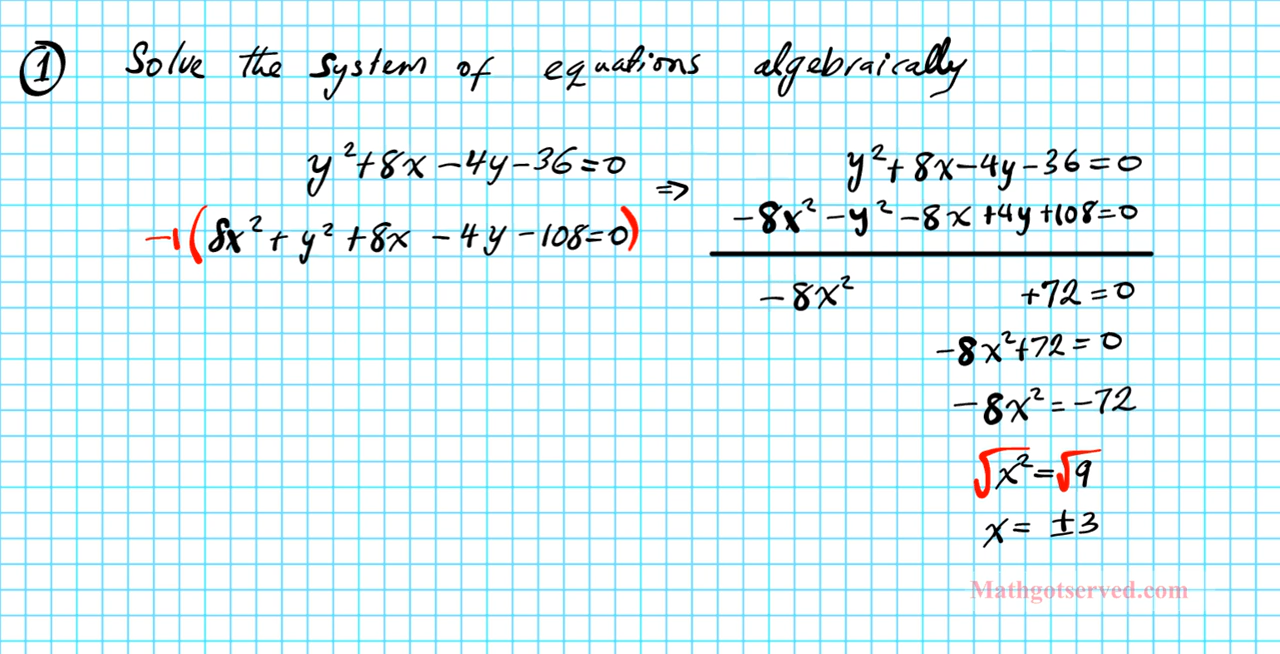 ① Solve the system of equations algebraically
y²+8x-4y-36=0
-1(8x²+y²+8x-4y-108=0)
⇒
y²+8x-4y-36=0
-8x²-y²-8x+4y+108=0
-8x² +72=0
-8x²+72=0
-8x²=-72
√x²=√9
x=±3
Mathgotserved.com